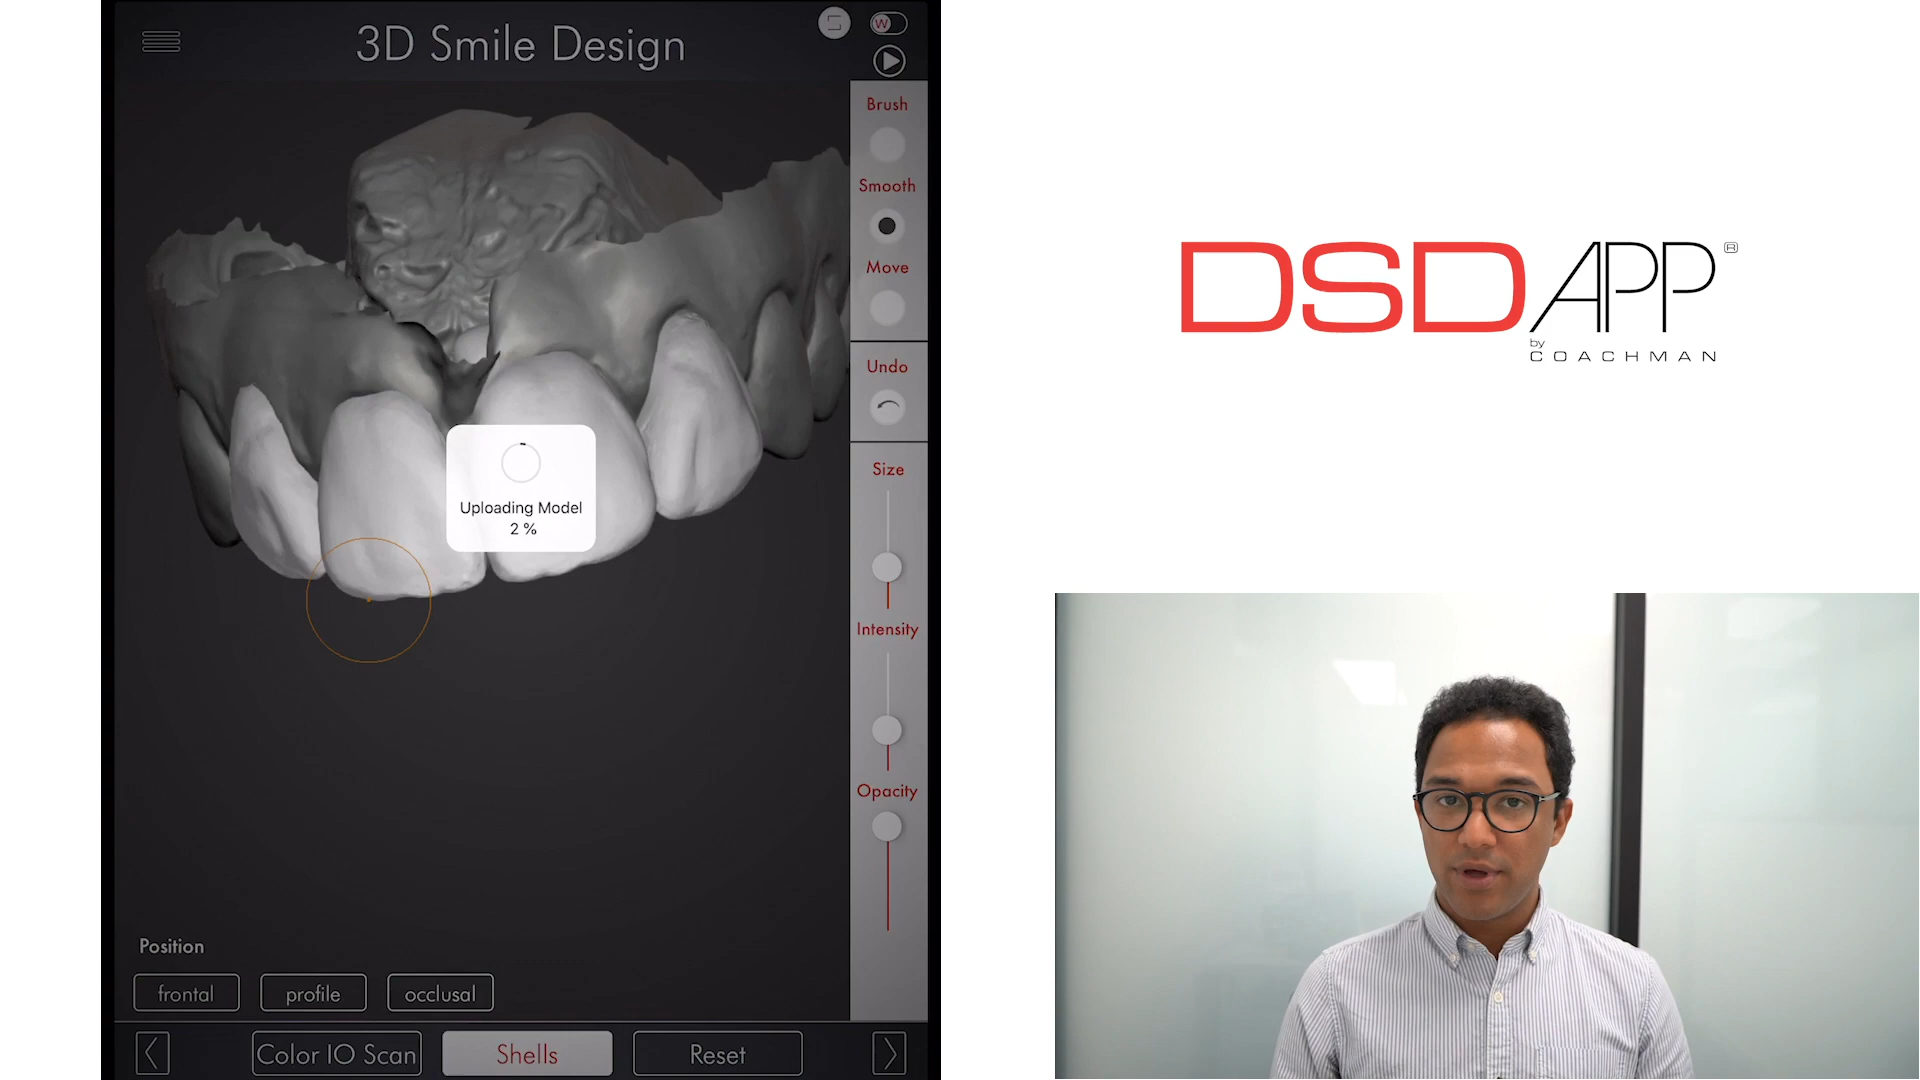 3D Smile Design
W
Brush
Smooth
Move
Undo
Size
Intensity
Opacity
Uploading Model
2 %
Position
frontal
profile
occlusal
Color IO Scan
Shells
Reset
DSDAPP®
by
COACHMAN